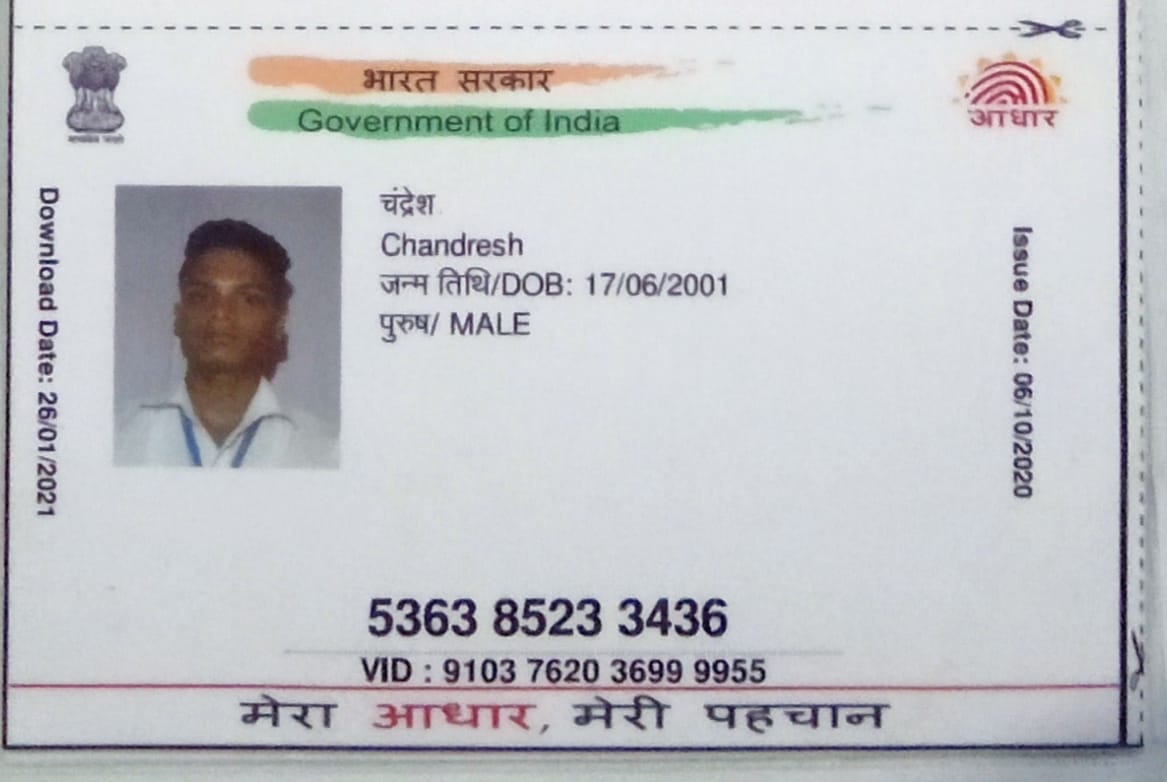 भारत सरकार
Government of India
आधार
Download Date: 26/01/2021
चंद्रेश
Chandresh
जन्म तिथि/DOB: 17/06/2001
पुरुष/ MALE
Issue Date: 06/10/2020
5363 8523 3436
VID : 9103 7620 3699 9955
मेरा आधार, मेरी पहचान